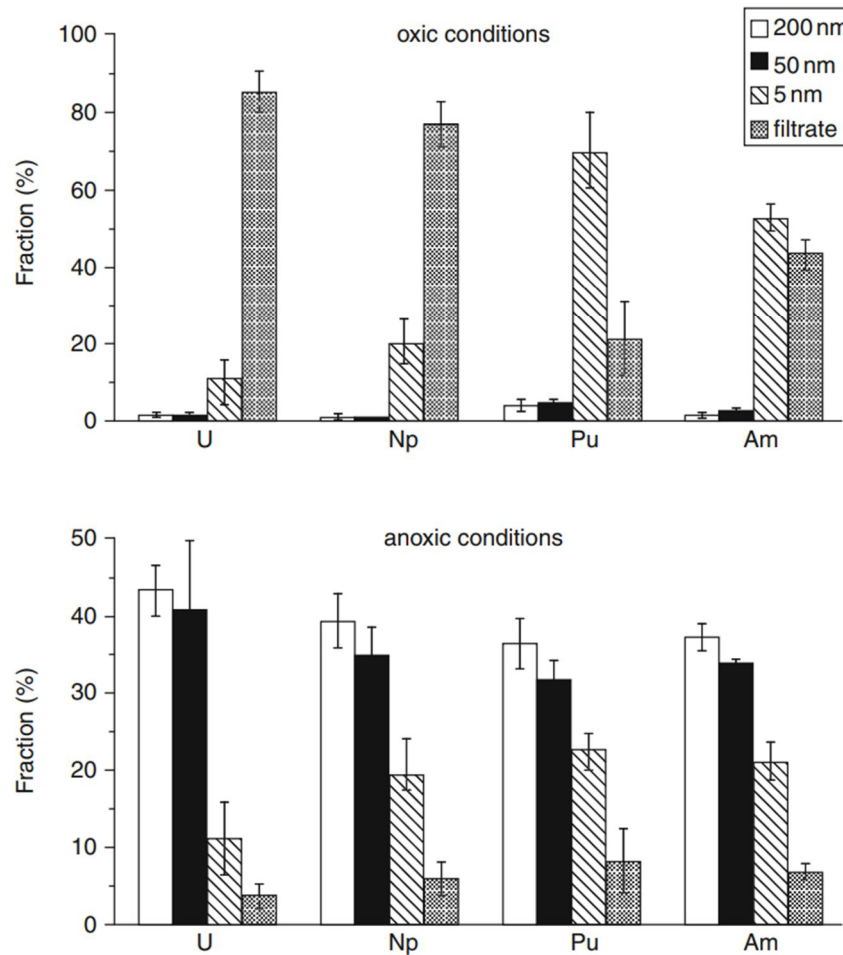 oxic conditions
200 nm
50 nm
5 nm
filtrate
Fraction (%)
100
80
60
40
20
0
U Np Pu Am
anoxic conditions
Fraction (%)
50
40
30
20
10
0
U Np Pu Am